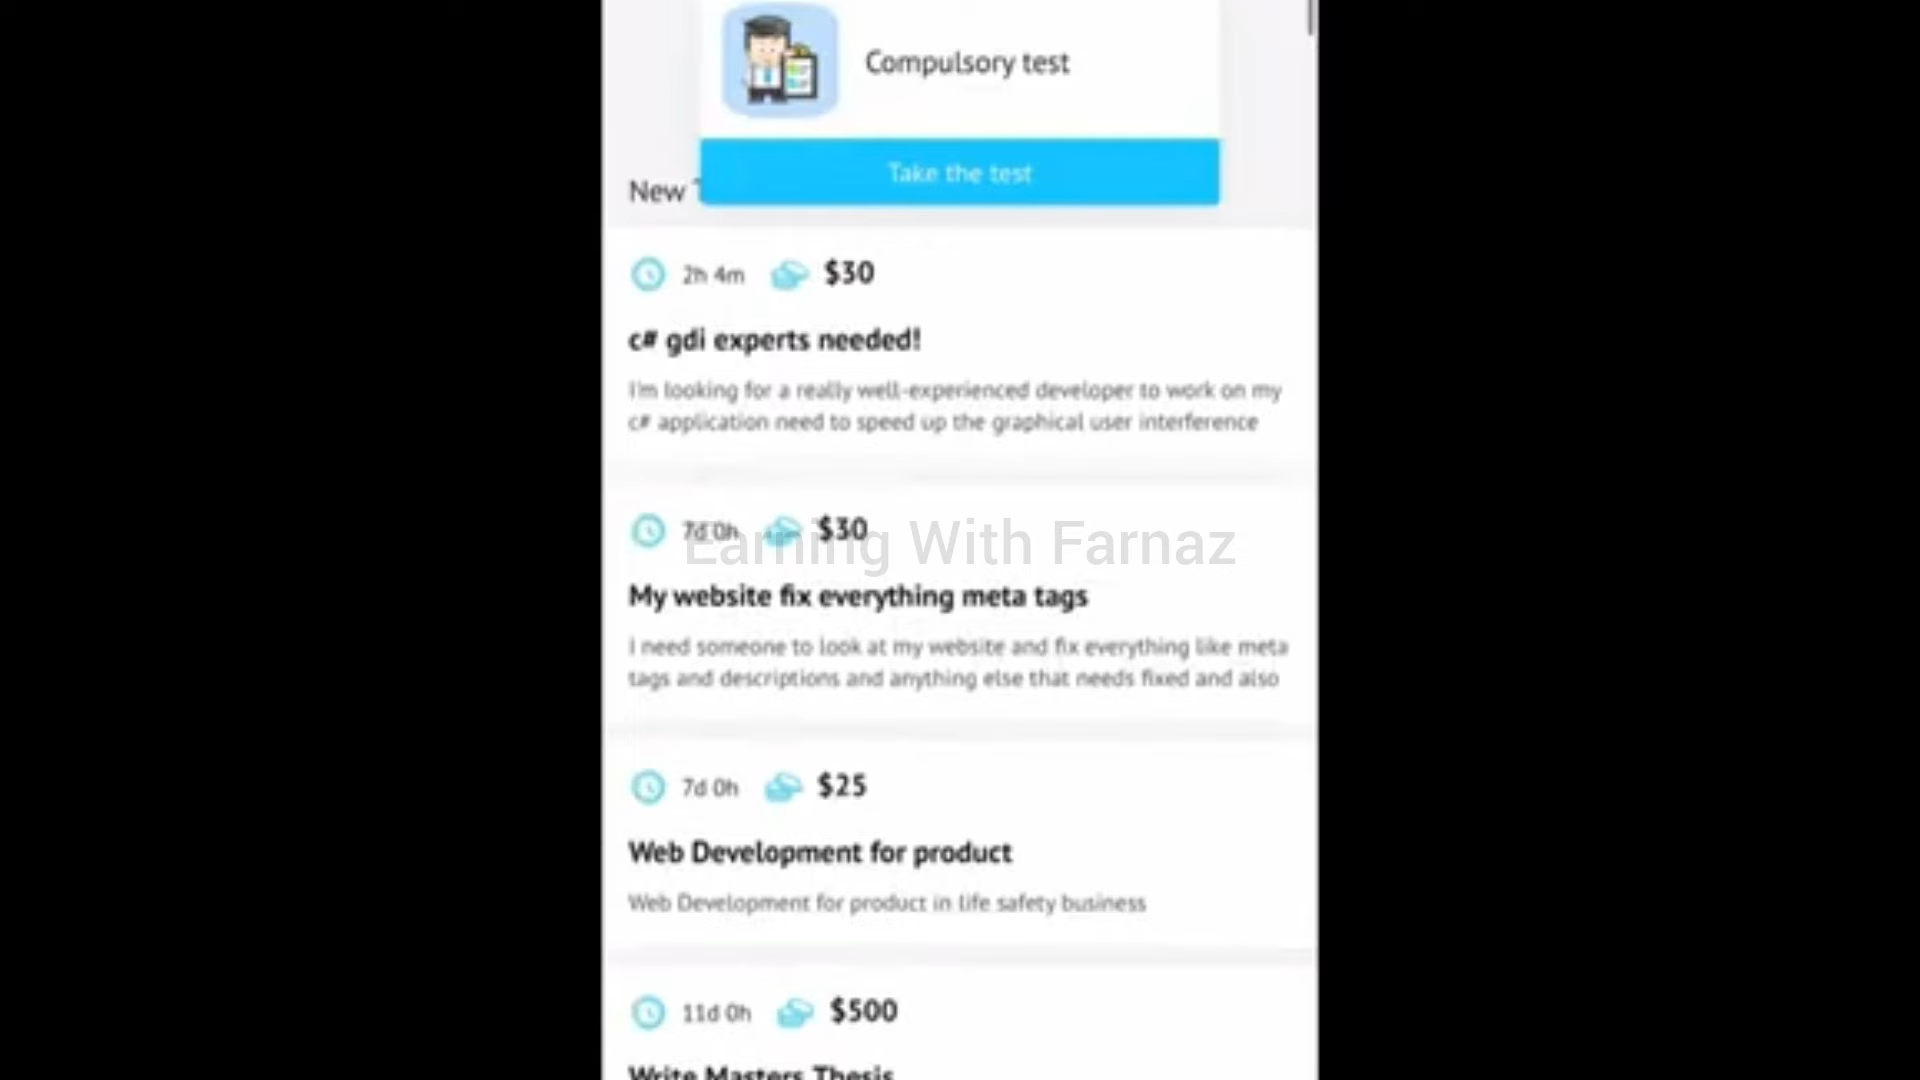 Compulsory test
Take the test
New
2h 4m $30
c# gdi experts needed!
I'm looking for a really well-experienced developer to work on my
c# application need to speed up the graphical user interference
7d 0h $30
Earning With Farnaz
My website fix everything meta tags
I need someone to look at my website and fix everything like meta
tags and descriptions and anything else that needs fixed and also
7d 0h $25
Web Development for product
Web Development for product in life safety business
11d 0h $500
Write Masters Thesis